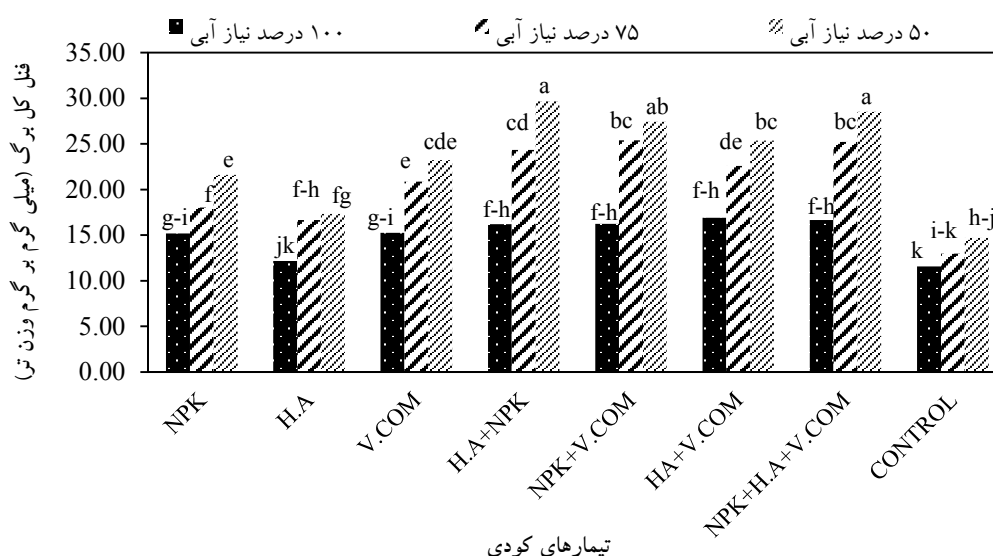 ۱۰۰ درصد نیاز آبی ۷۵ درصد نیاز آبی ۵۰ درصد نیاز آبی
فنل کل برگ (میلی گرم بر گرم وزن تر)
35.00
30.00
25.00
20.00
15.00
10.00
5.00
0.00
g-i f e
jk f-h fg
g-i e cde
f-h cd a
f-h bc ab
f-h de bc
f-h bc a
k i-k h-j
NPK
H.A
V.COM
H.A+NPK
NPK+V.COM
HA+V.COM
NPK+H.A+V.COM
CONTROL
تیمارهای کودی